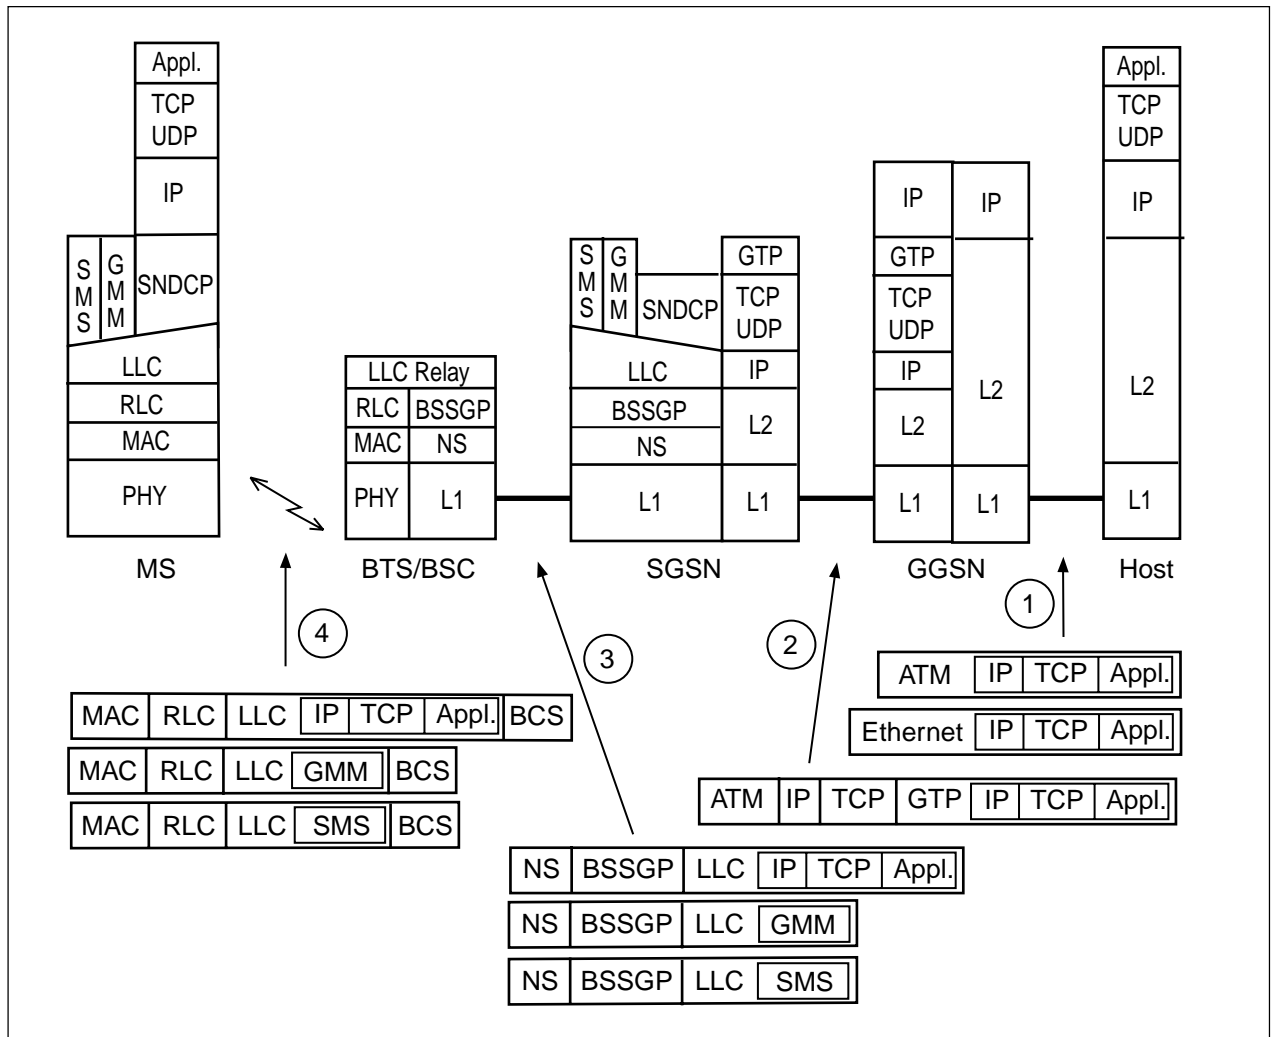 Appl.
TCP
UDP
IP
SMS
GMM
SNDCP
LLC
RLC
MAC
PHY
MS
LLC Relay
RLC BSSGP
MAC NS
PHY L1
BTS/BSC
SMS
GMM
SNDCP
LLC
BSSGP
NS
L1
GTP
TCP
UDP
IP
L2
L1
SGSN
IP
GTP
TCP
UDP
IP
L2
L1
IP
L2
L1
GGSN
Appl.
TCP
UDP
IP
L2
L1
Host
4
3
2
1
ATM IP TCP Appl.
Ethernet IP TCP Appl.
ATM IP TCP GTP IP TCP Appl.
MAC RLC LLC IP TCP Appl. BCS
MAC RLC LLC GMM BCS
MAC RLC LLC SMS BCS
NS BSSGP LLC IP TCP Appl.
NS BSSGP LLC GMM
NS BSSGP LLC SMS